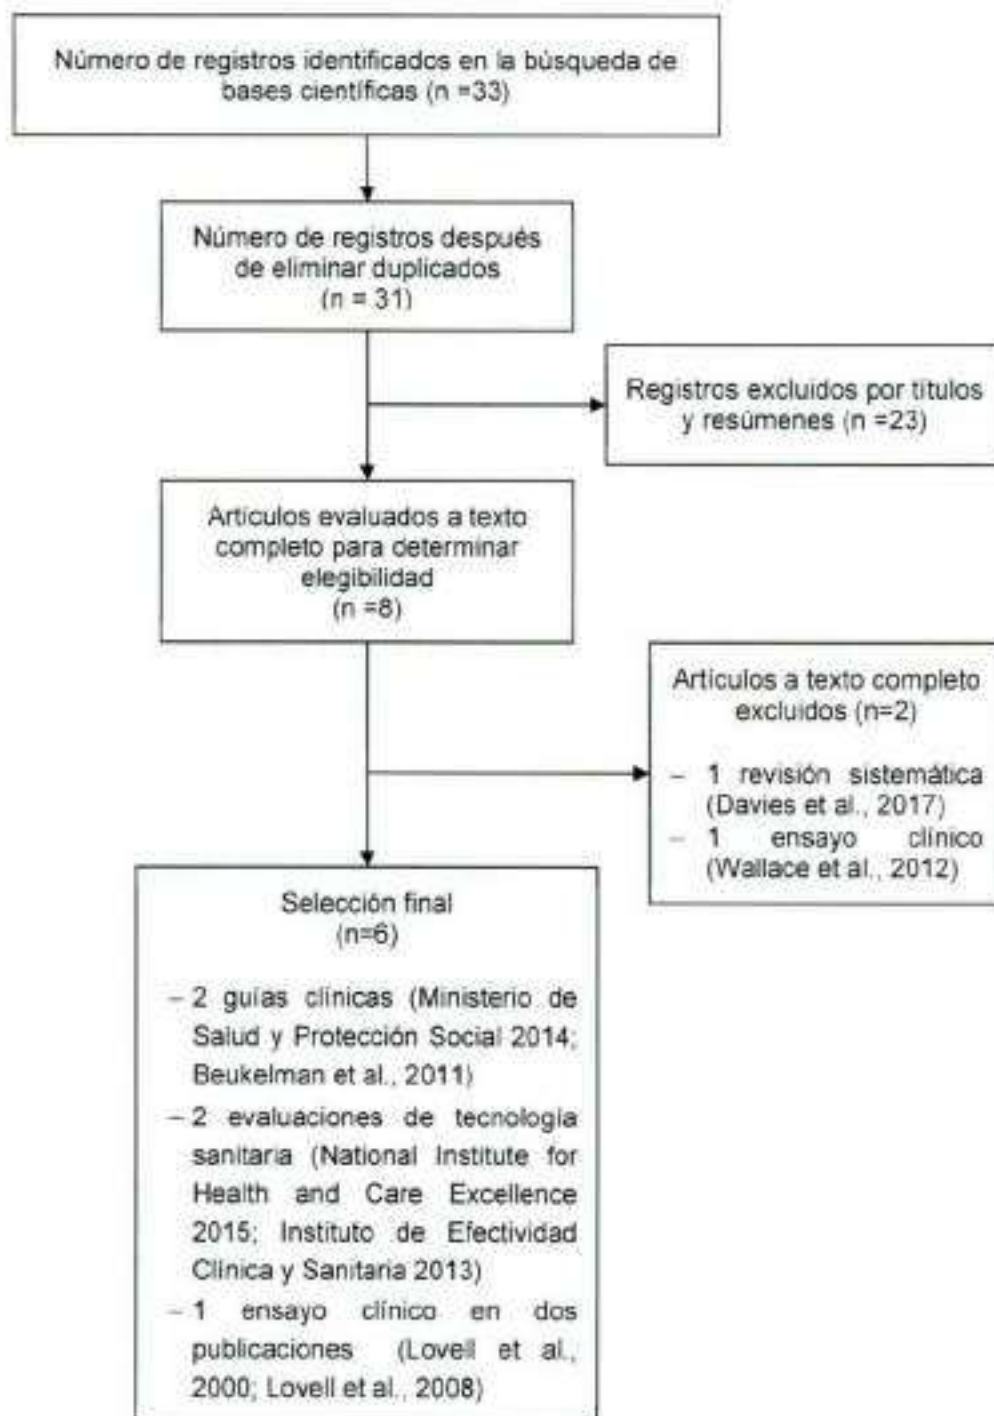 Número de registros identificados en la búsqueda de
bases científicas (n =33)
Número de registros después
de eliminar duplicados
(n = 31)
Registros excluidos por títulos
y resúmenes (n =23)
Artículos evaluados a texto
completo para determinar
elegibilidad
(n =8)
Artículos a texto completo
excluidos (n=2)
– 1 revisión sistemática
(Davies et al., 2017)
– 1 ensayo clínico
(Wallace et al., 2012)
Selección final
(n=6)
– 2 guías clínicas (Ministerio de
Salud y Protección Social 2014;
Beukelman et al., 2011)
– 2 evaluaciones de tecnología
sanitaria (National Institute for
Health and Care Excellence
2015; Instituto de Efectividad
Clínica y Sanitaria 2013)
– 1 ensayo clínico en dos
publicaciones (Lovell et al.,
2000; Lovell et al., 2008)